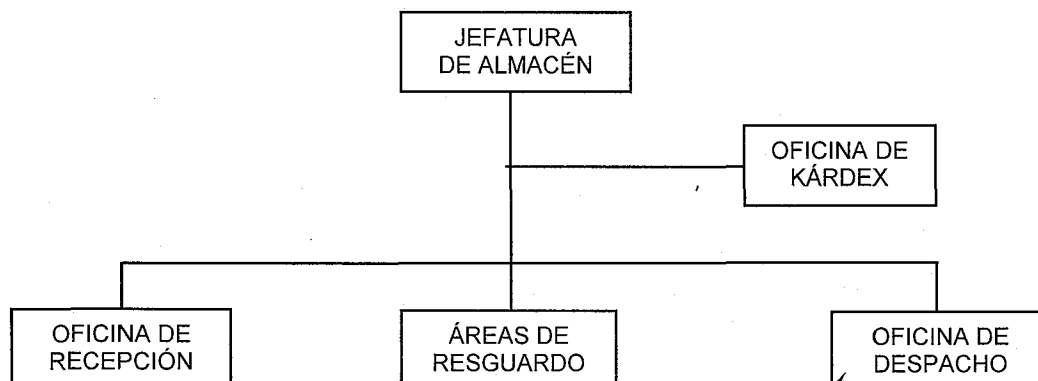 JEFATURA
DE ALMACÉN
OFICINA DE
KÁRDEX
OFICINA DE
RECEPCIÓN
ÁREAS DE
RESGUARDO
OFICINA DE
DESPACHO